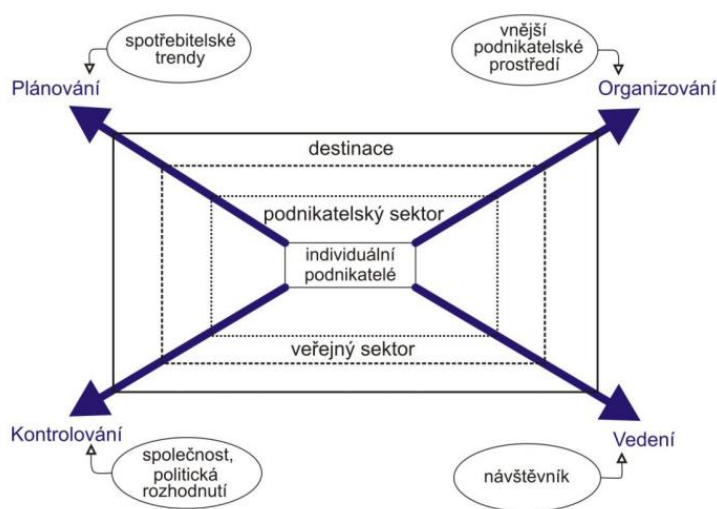 spotřebitelské
trendy
vnější
podnikatelské
prostředí
Plánování
Organizování
destinace
podnikatelský sektor
individuální
podnikatelé
veřejný sektor
Kontrolování
Vedení
společnost,
politická
rozhodnutí
návštěvník